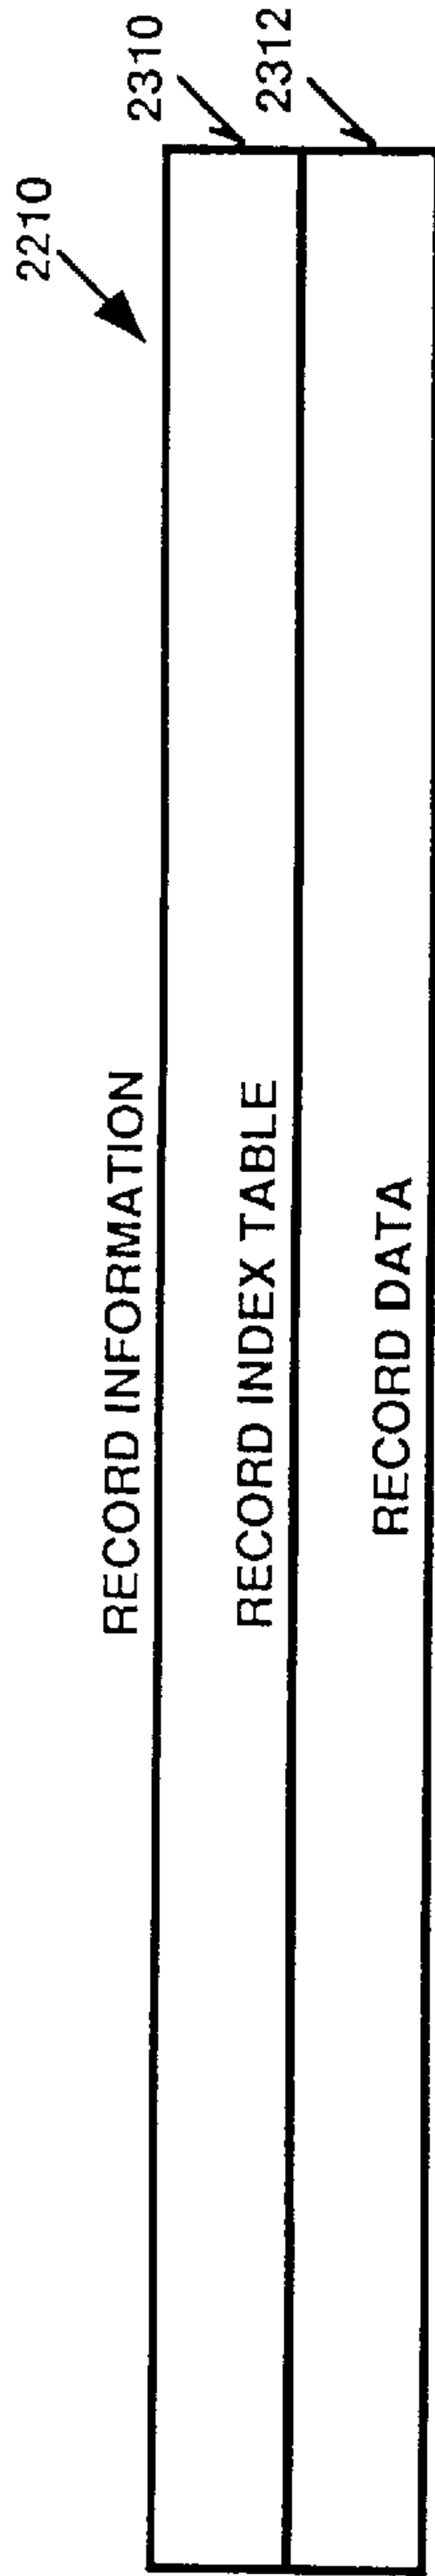 2210
RECORD INFORMATION
RECORD INDEX TABLE
2310
RECORD DATA
2312